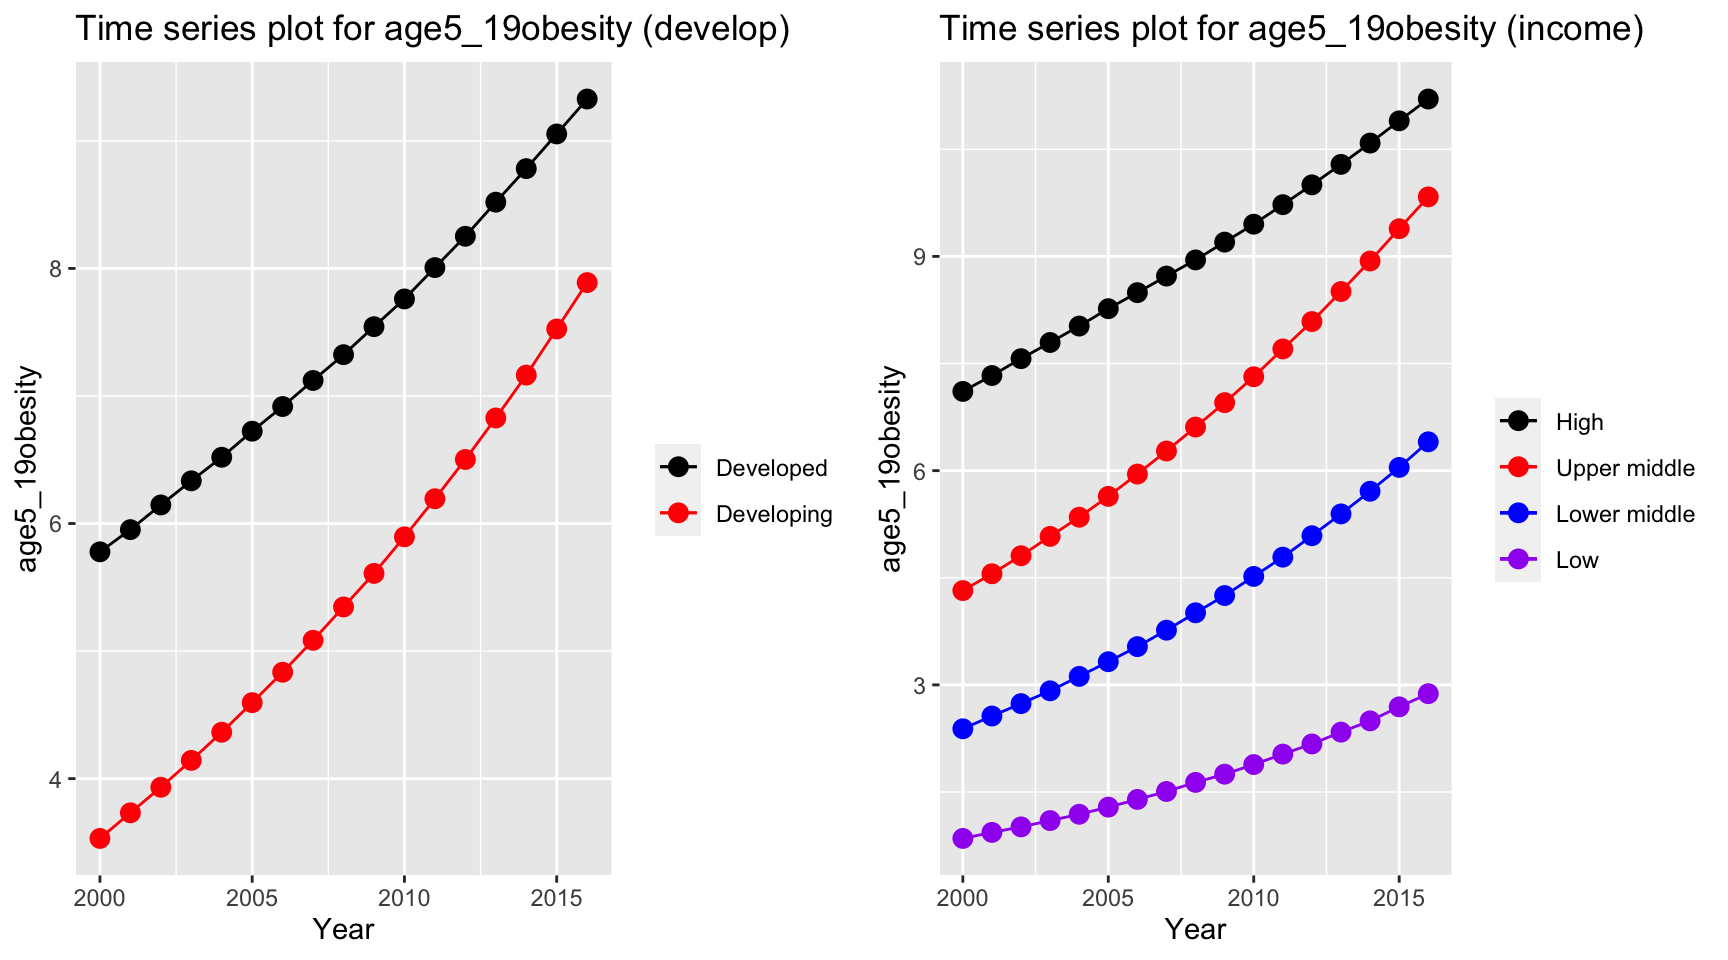 Time series plot for age5_19obesity (develop)
age5_19obesity
8
6
4
2000 2005 2010 2015
Year
Developed
Developing
Time series plot for age5_19obesity (income)
age5_19obesity
9
6
3
2000 2005 2010 2015
Year
High
Upper middle
Lower middle
Low